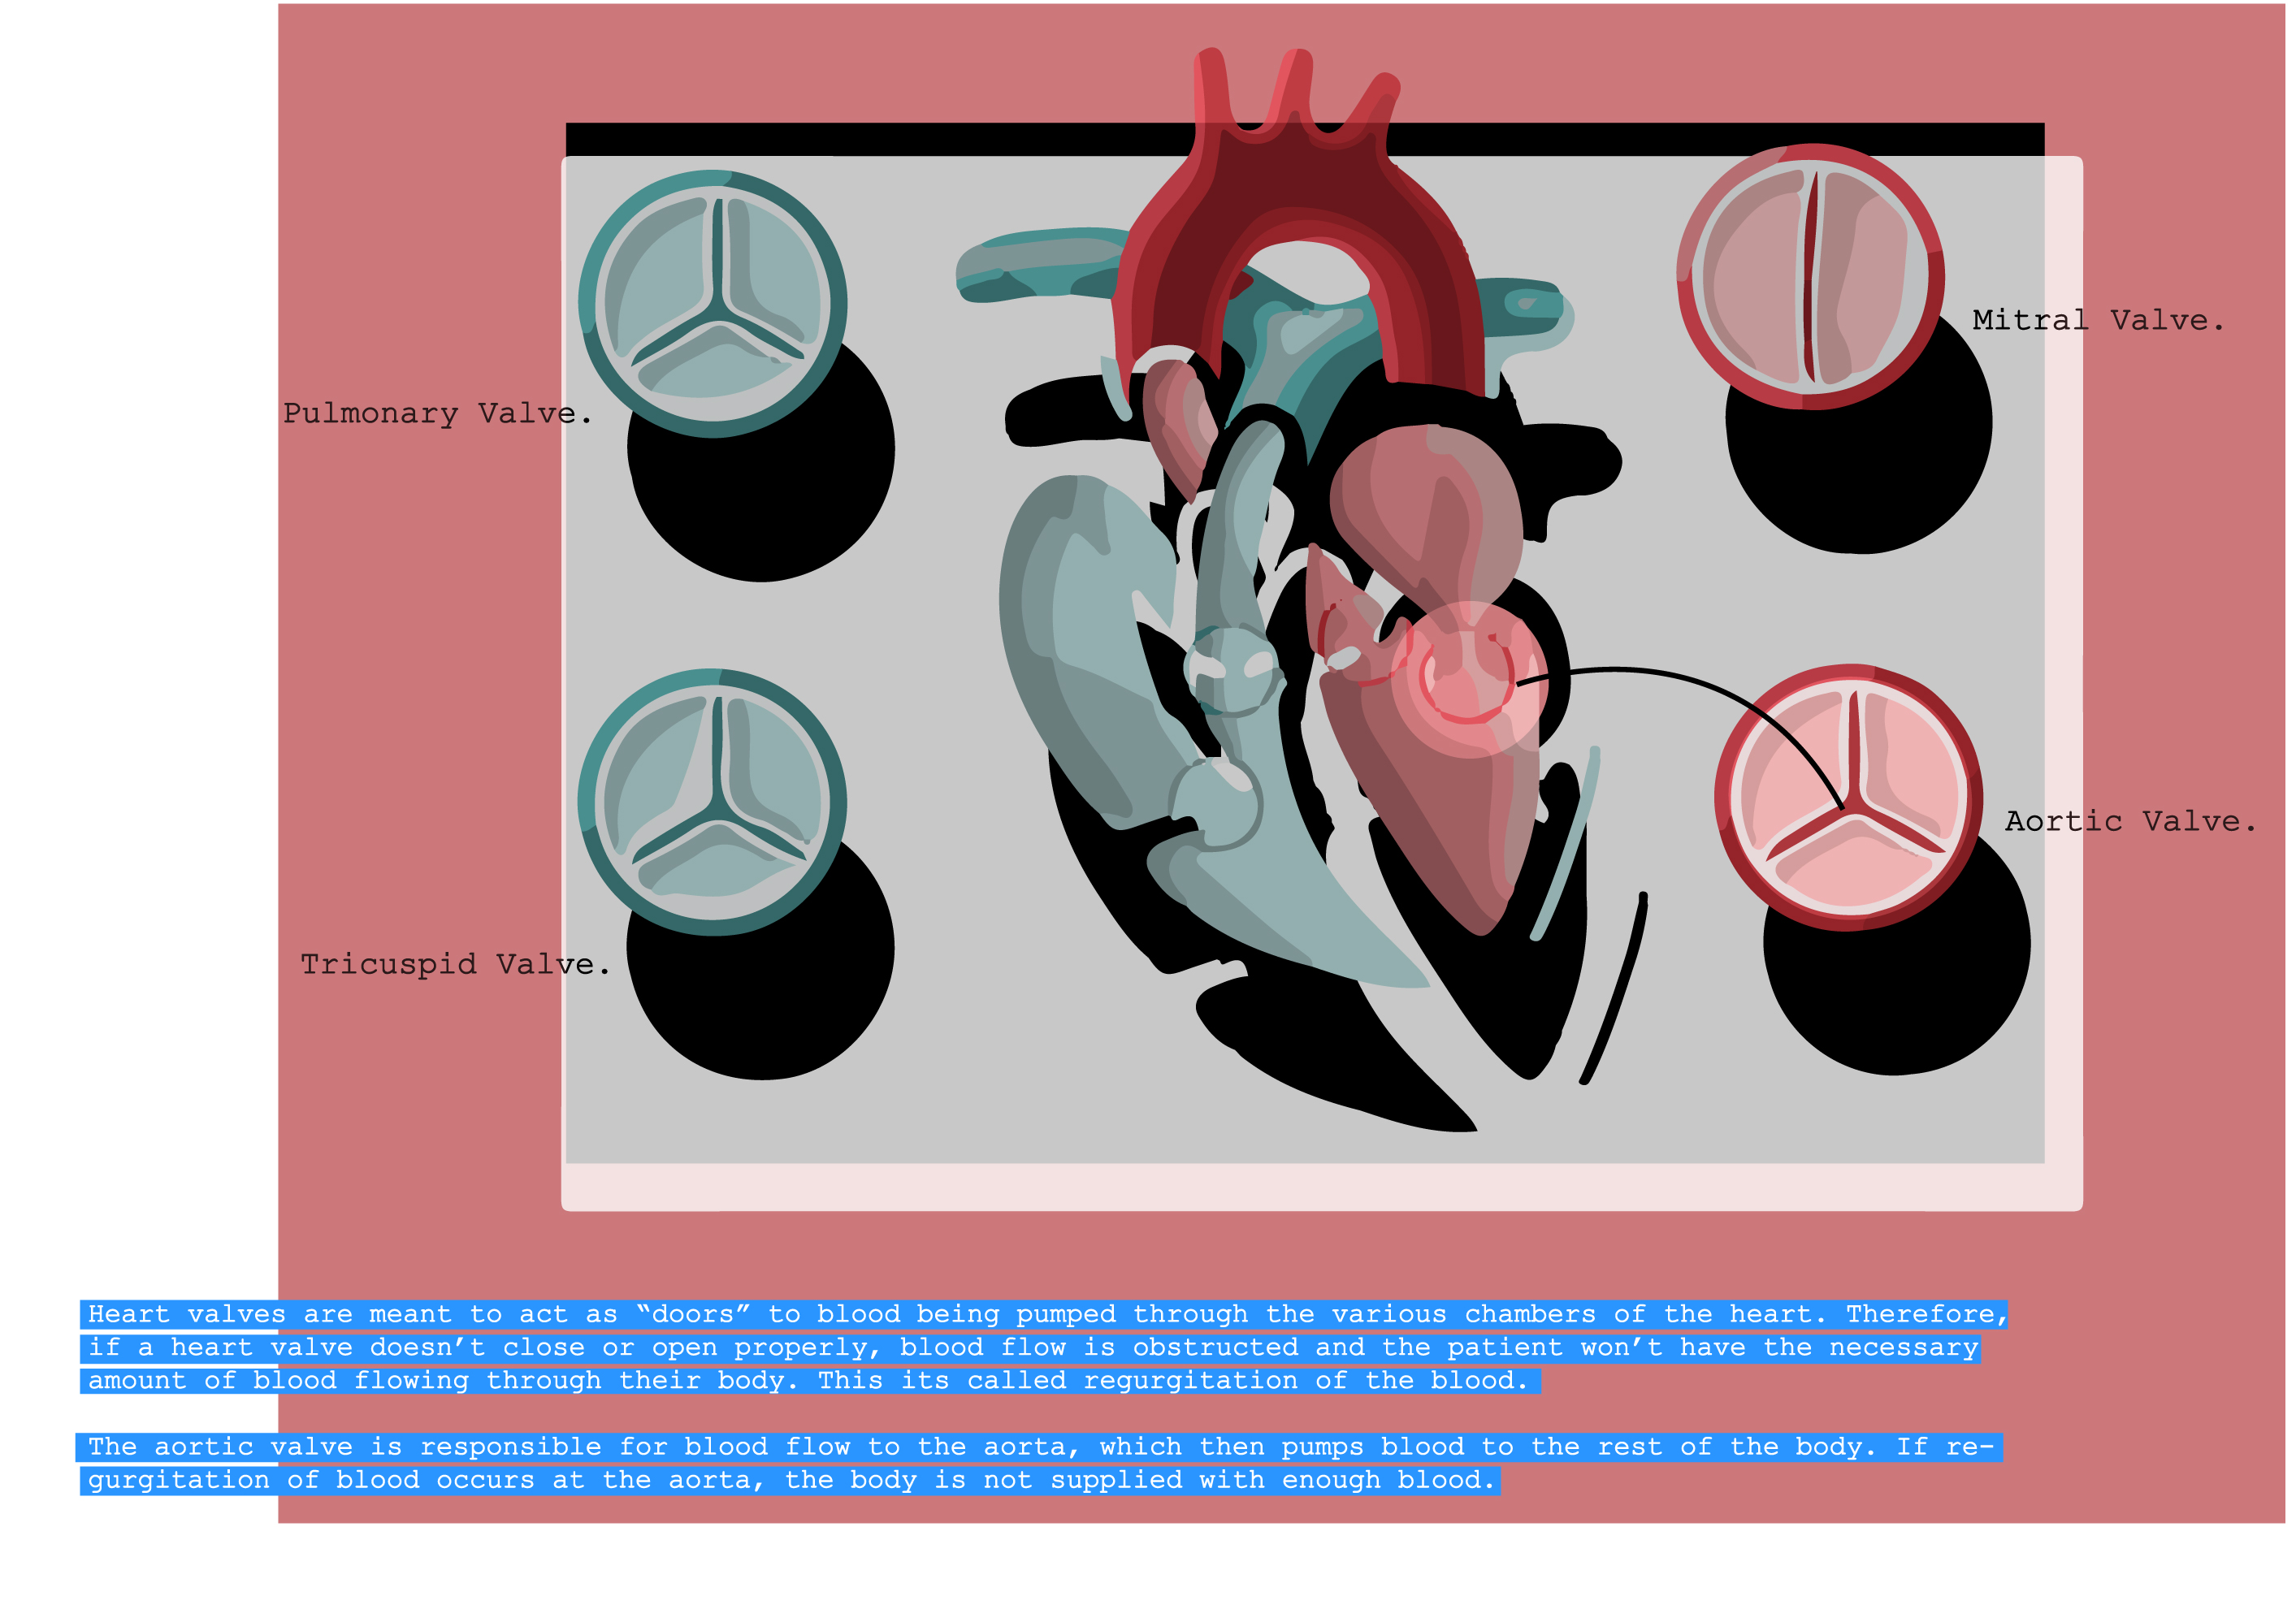 Mitral Valve.
Pulmonary Valve.
Aortic Valve.
Tricuspid Valve.
Heart valves are meant to act as “doors” to blood being pumped through the various chambers of the heart. Therefore,
if a heart valve doesn’t close or open properly, blood flow is obstructed and the patient won’t have the necessary
amount of blood flowing through their body. This its called regurgitation of the blood.
The aortic valve is responsible for blood flow to the aorta, which then pumps blood to the rest of the body. If re-
gurgitation of blood occurs at the aorta, the body is not supplied with enough blood.